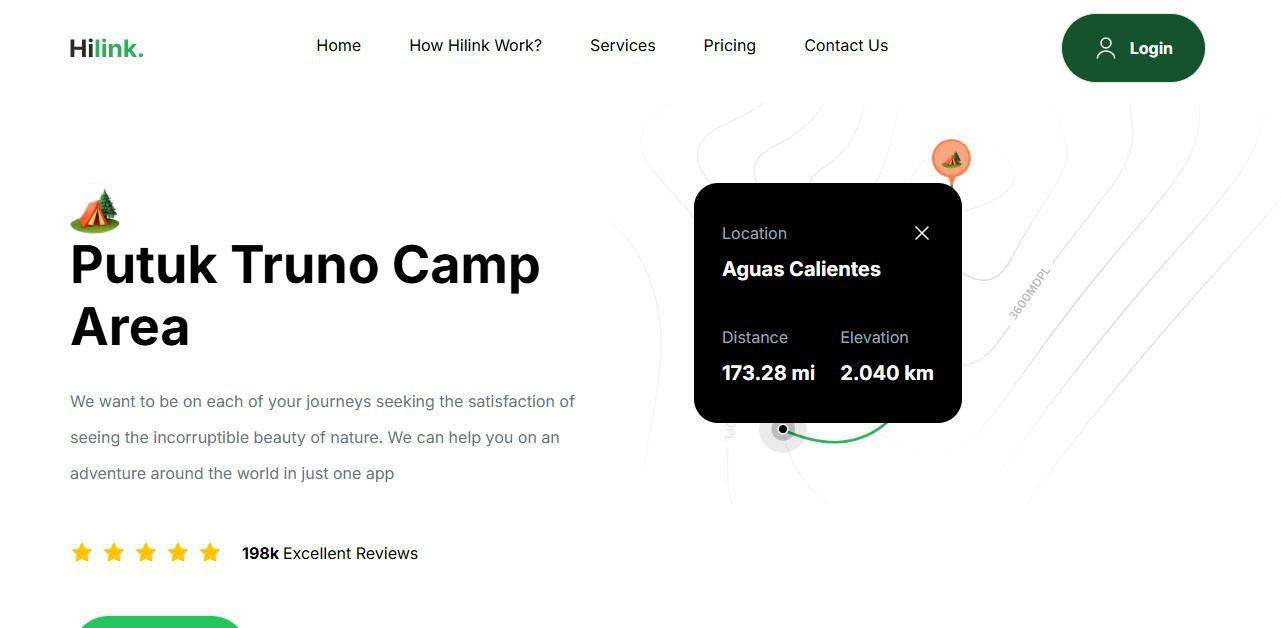 Hilink.
Home
How Hilink Work?
Services
Pricing
Contact Us
Login
Putuk Truno Camp
Area
We want to be on each of your journeys seeking the satisfaction of
seeing the incorruptible beauty of nature. We can help you on an
adventure around the world in just one app
198k Excellent Reviews
Location
Aguas Calientes
Distance
Elevation
173.28 mi
2.040 km
3600MDPL